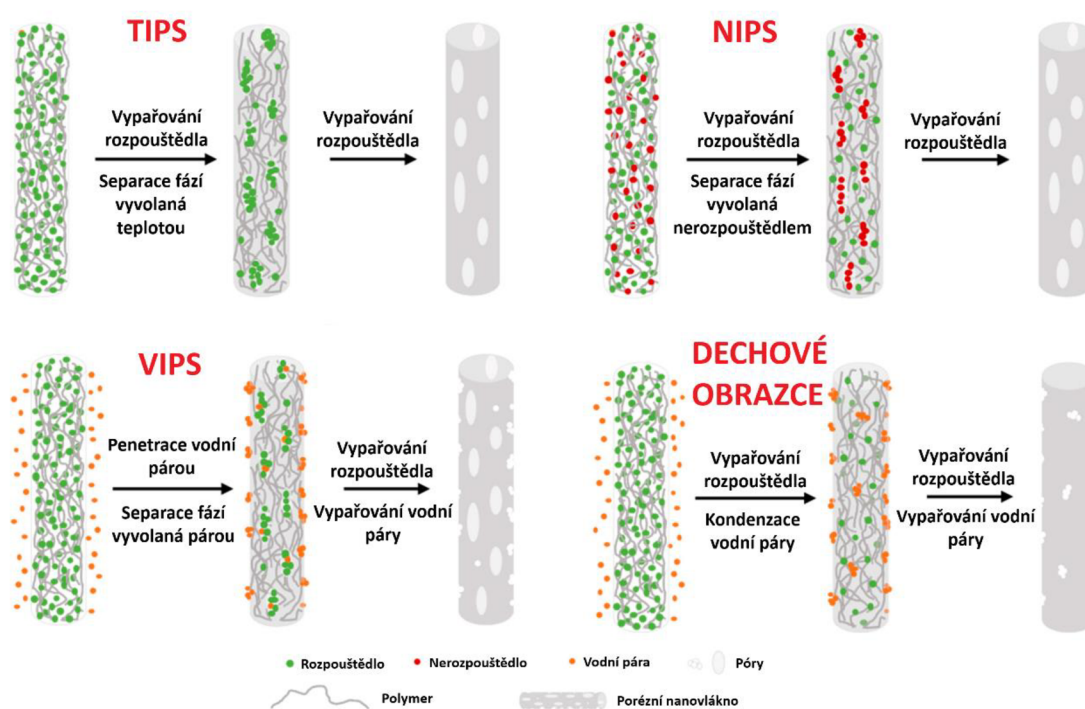 TIPS
Vypařování
rozpouštědla
Separace fází
vyvolaná
teplotou
Vypařování
rozpouštědla
NIPS
Vypařování
rozpouštědla
Separace fází
vyvolaná
nerozpouštědlem
Vypařování
rozpouštědla
VIPS
Penetrace vodní
párou
Separace fází
vyvolaná párou
Vypařování
rozpouštědla
Vypařování vodní
páry
DECHOVÉ
OBRAZCE
Vypařování
rozpouštědla
Kondenzace
vodní páry
Vypařování
rozpouštědla
Vypařování vodní
páry
Rozpouštědlo
Nerozpouštědlo
Vodní pára
Póry
Polymer
Porézní nanovlákno